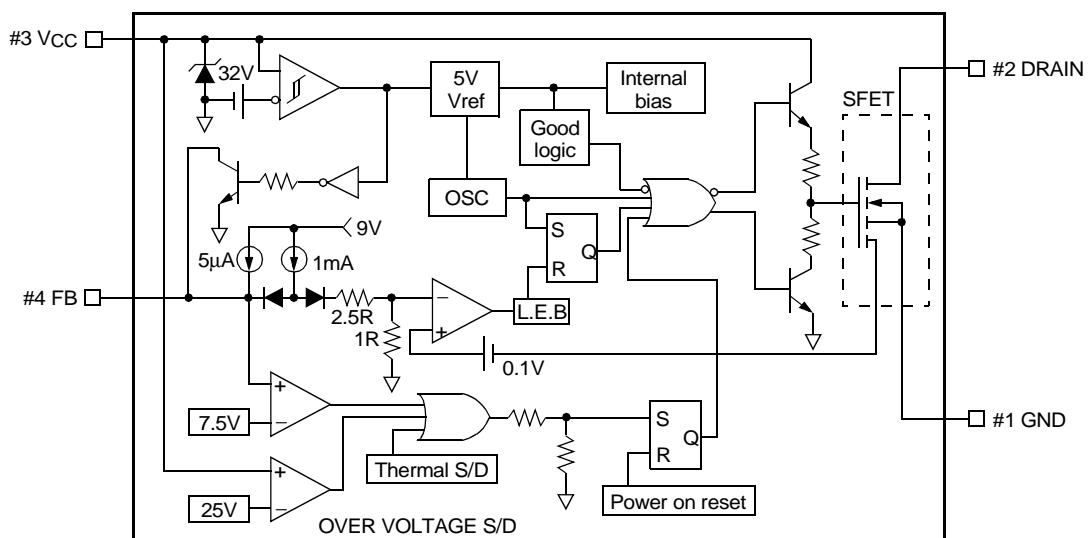 #3 VCC
32V
5V
Vref
Internal
bias
#2 DRAIN
SFET
Good
logic
OSC
9V
5μA
1mA
S
R
Q
#4 FB
2.5R
1R
−
+
L.E.B
0.1V
+
−
7.5V
Thermal S/D
S
R
Q
#1 GND
+
−
25V
Power on reset
OVER VOLTAGE S/D